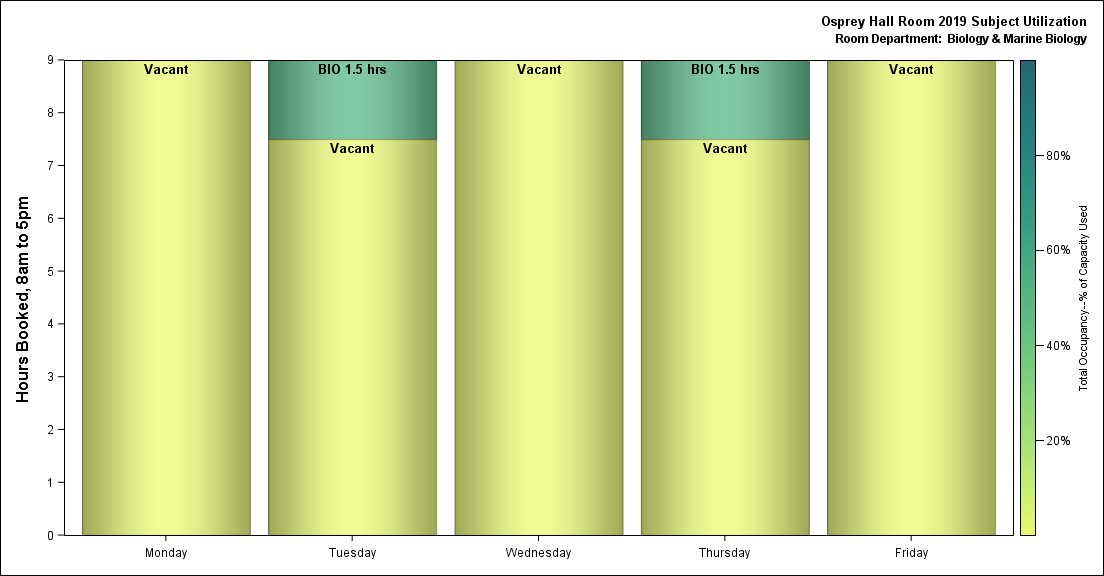 Osprey Hall Room 2019 Subject Utilization
Room Department: Biology & Marine Biology
Hours Booked, 8am to 5pm
9
8
7
6
5
4
3
2
1
0
Vacant
BIO 1.5 hrs
Vacant
Vacant
BIO 1.5 hrs
Vacant
Vacant
Monday
Tuesday
Wednesday
Thursday
Friday
80%
60%
40%
20%
Total Occupancy--% of Capacity Used